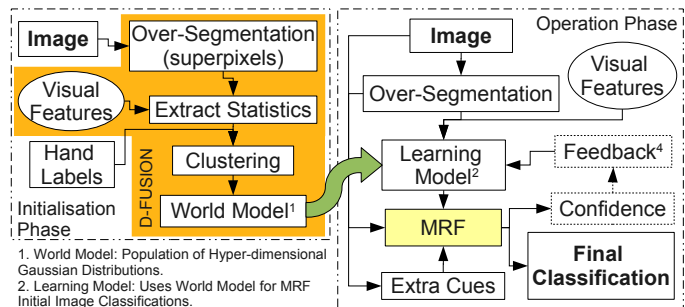 Image
Over-Segmentation
(superpixels)
Visual
Features
Extract Statistics
Hand
Labels
Clustering
D-FUSION
World Model¹
Initialisation
Phase
1. World Model: Population of Hyper-dimensional
Gaussian Distributions.
2. Learning Model: Uses World Model for MRF
Initial Image Classifications.
Operation Phase
Image
Visual
Features
Over-Segmentation
Learning
Model²
Feedback⁴
MRF
Confidence
Extra Cues
Final
Classification